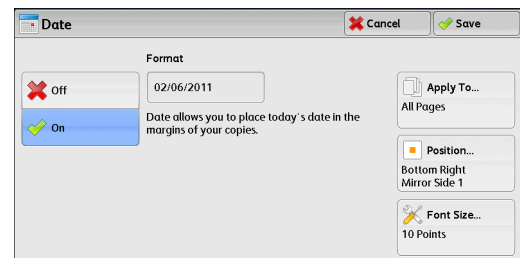 Date
Cancel
Save
Format
Off
02/06/2011
On
Date allows you to place today's date in the
margins of your copies.
Apply To...
All Pages
Position...
Bottom Right
Mirror Side 1
Font Size...
10 Points